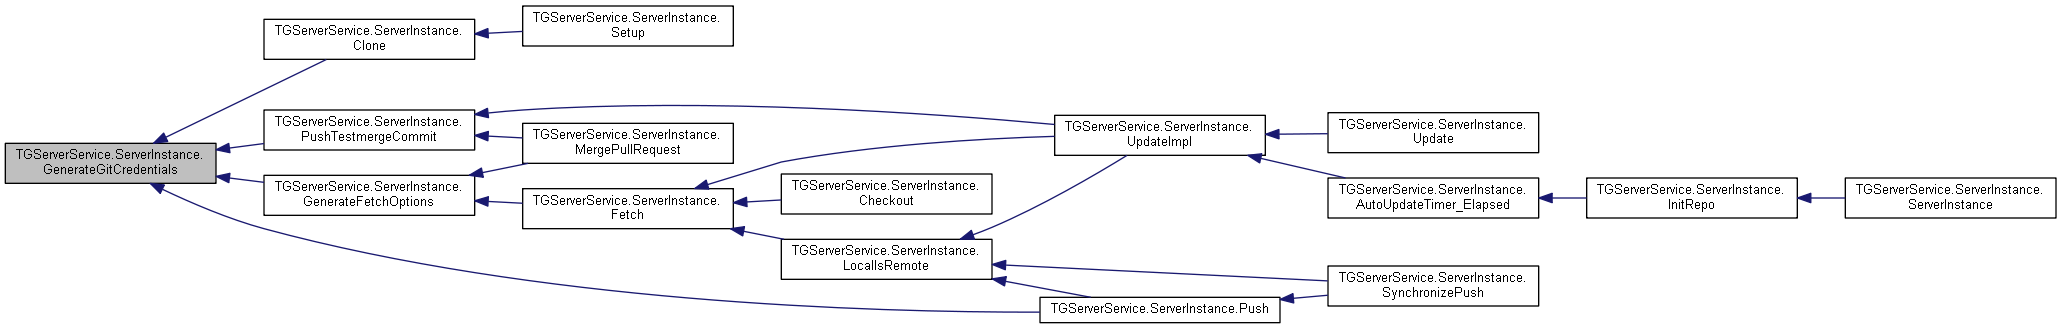 TGServerService.ServerInstance.
GenerateGitCredentials
TGServerService.ServerInstance.
Clone
TGServerService.ServerInstance.
Setup
TGServerService.ServerInstance.
PushTestmergeCommit
TGServerService.ServerInstance.
MergePullRequest
TGServerService.ServerInstance.
GenerateFetchOptions
TGServerService.ServerInstance.
Fetch
TGServerService.ServerInstance.
Checkout
TGServerService.ServerInstance.
LocalIsRemote
TGServerService.ServerInstance.
UpdateImpl
TGServerService.ServerInstance.Push
TGServerService.ServerInstance.
Update
TGServerService.ServerInstance.
AutoUpdateTimer_Elapsed
TGServerService.ServerInstance.
SynchronizePush
TGServerService.ServerInstance.
InitRepo
TGServerService.ServerInstance.
ServerInstance